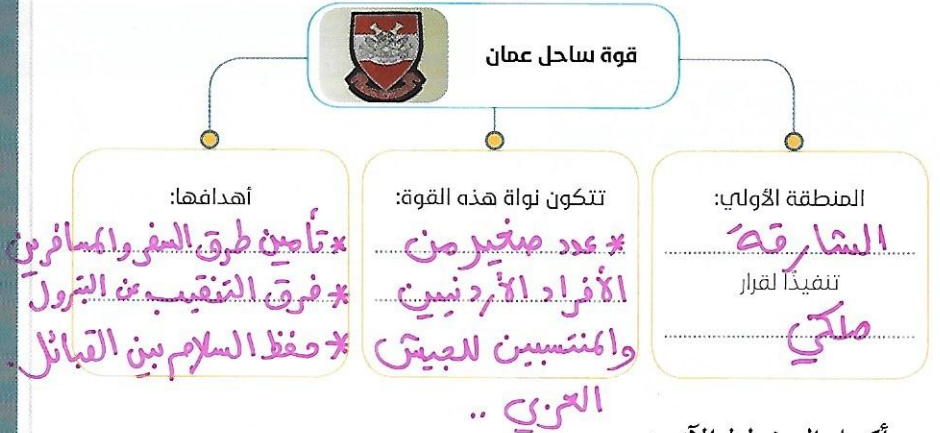 قوة ساحل عمان
المنطقة الأولى:
الشارقة
تنفيذًا لقرار
ملكي
تتكون نواة هذه القوة:
* عدد صغير من
الأفراد الأردنيين
والمنتسبين للجيش
العربي ..
أهدافها:
* تأمين طرق السفر والمسافرين
* فرق التنقيب عن البترول
* حفظ السلام بين القبائل.